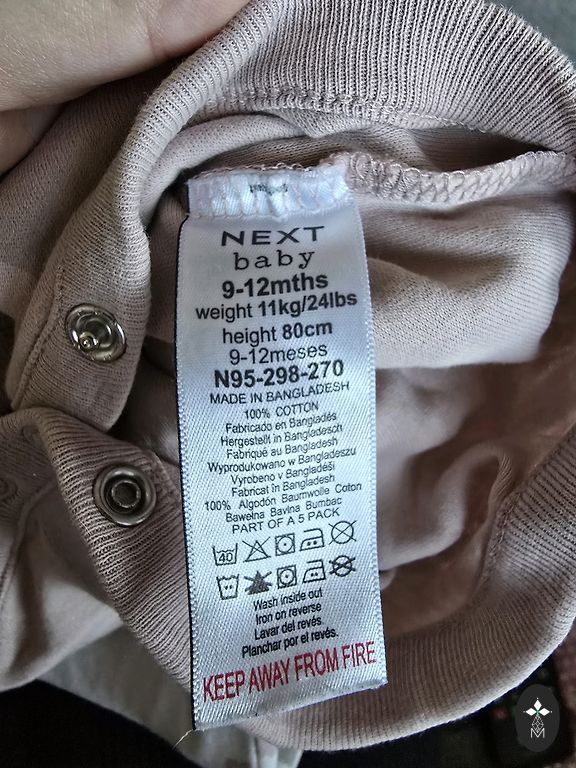 NEXT
baby
9-12mths
weight 11kg/24lbs
height 80cm
9-12meses
N95-298-270
MADE IN BANGLADESH
100% COTTON
Fabricado en Bangladés
Hergestellt in Bangladesch
Fabriqué au Bangladesh
Wyprodukowano w Bangladeszu
Vyrobeno v Bangladéši
Fabricat în Bangladesh
100% Algodón Baumwolle Coton
Bawełna Bavlna Bumbac
PART OF A 5 PACK
40
Wash inside out
Iron on reverse
Lavar del revés.
Planchar por el revés.
KEEP AWAY FROM FIRE
M